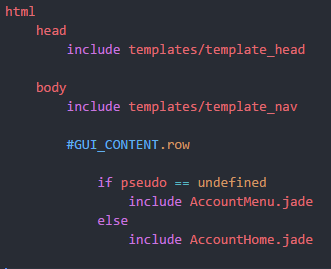 html
head
include templates/template_head
body
include templates/template_nav
#GUI_CONTENT.row
if pseudo == undefined
include AccountMenu.jade
else
include AccountHome.jade